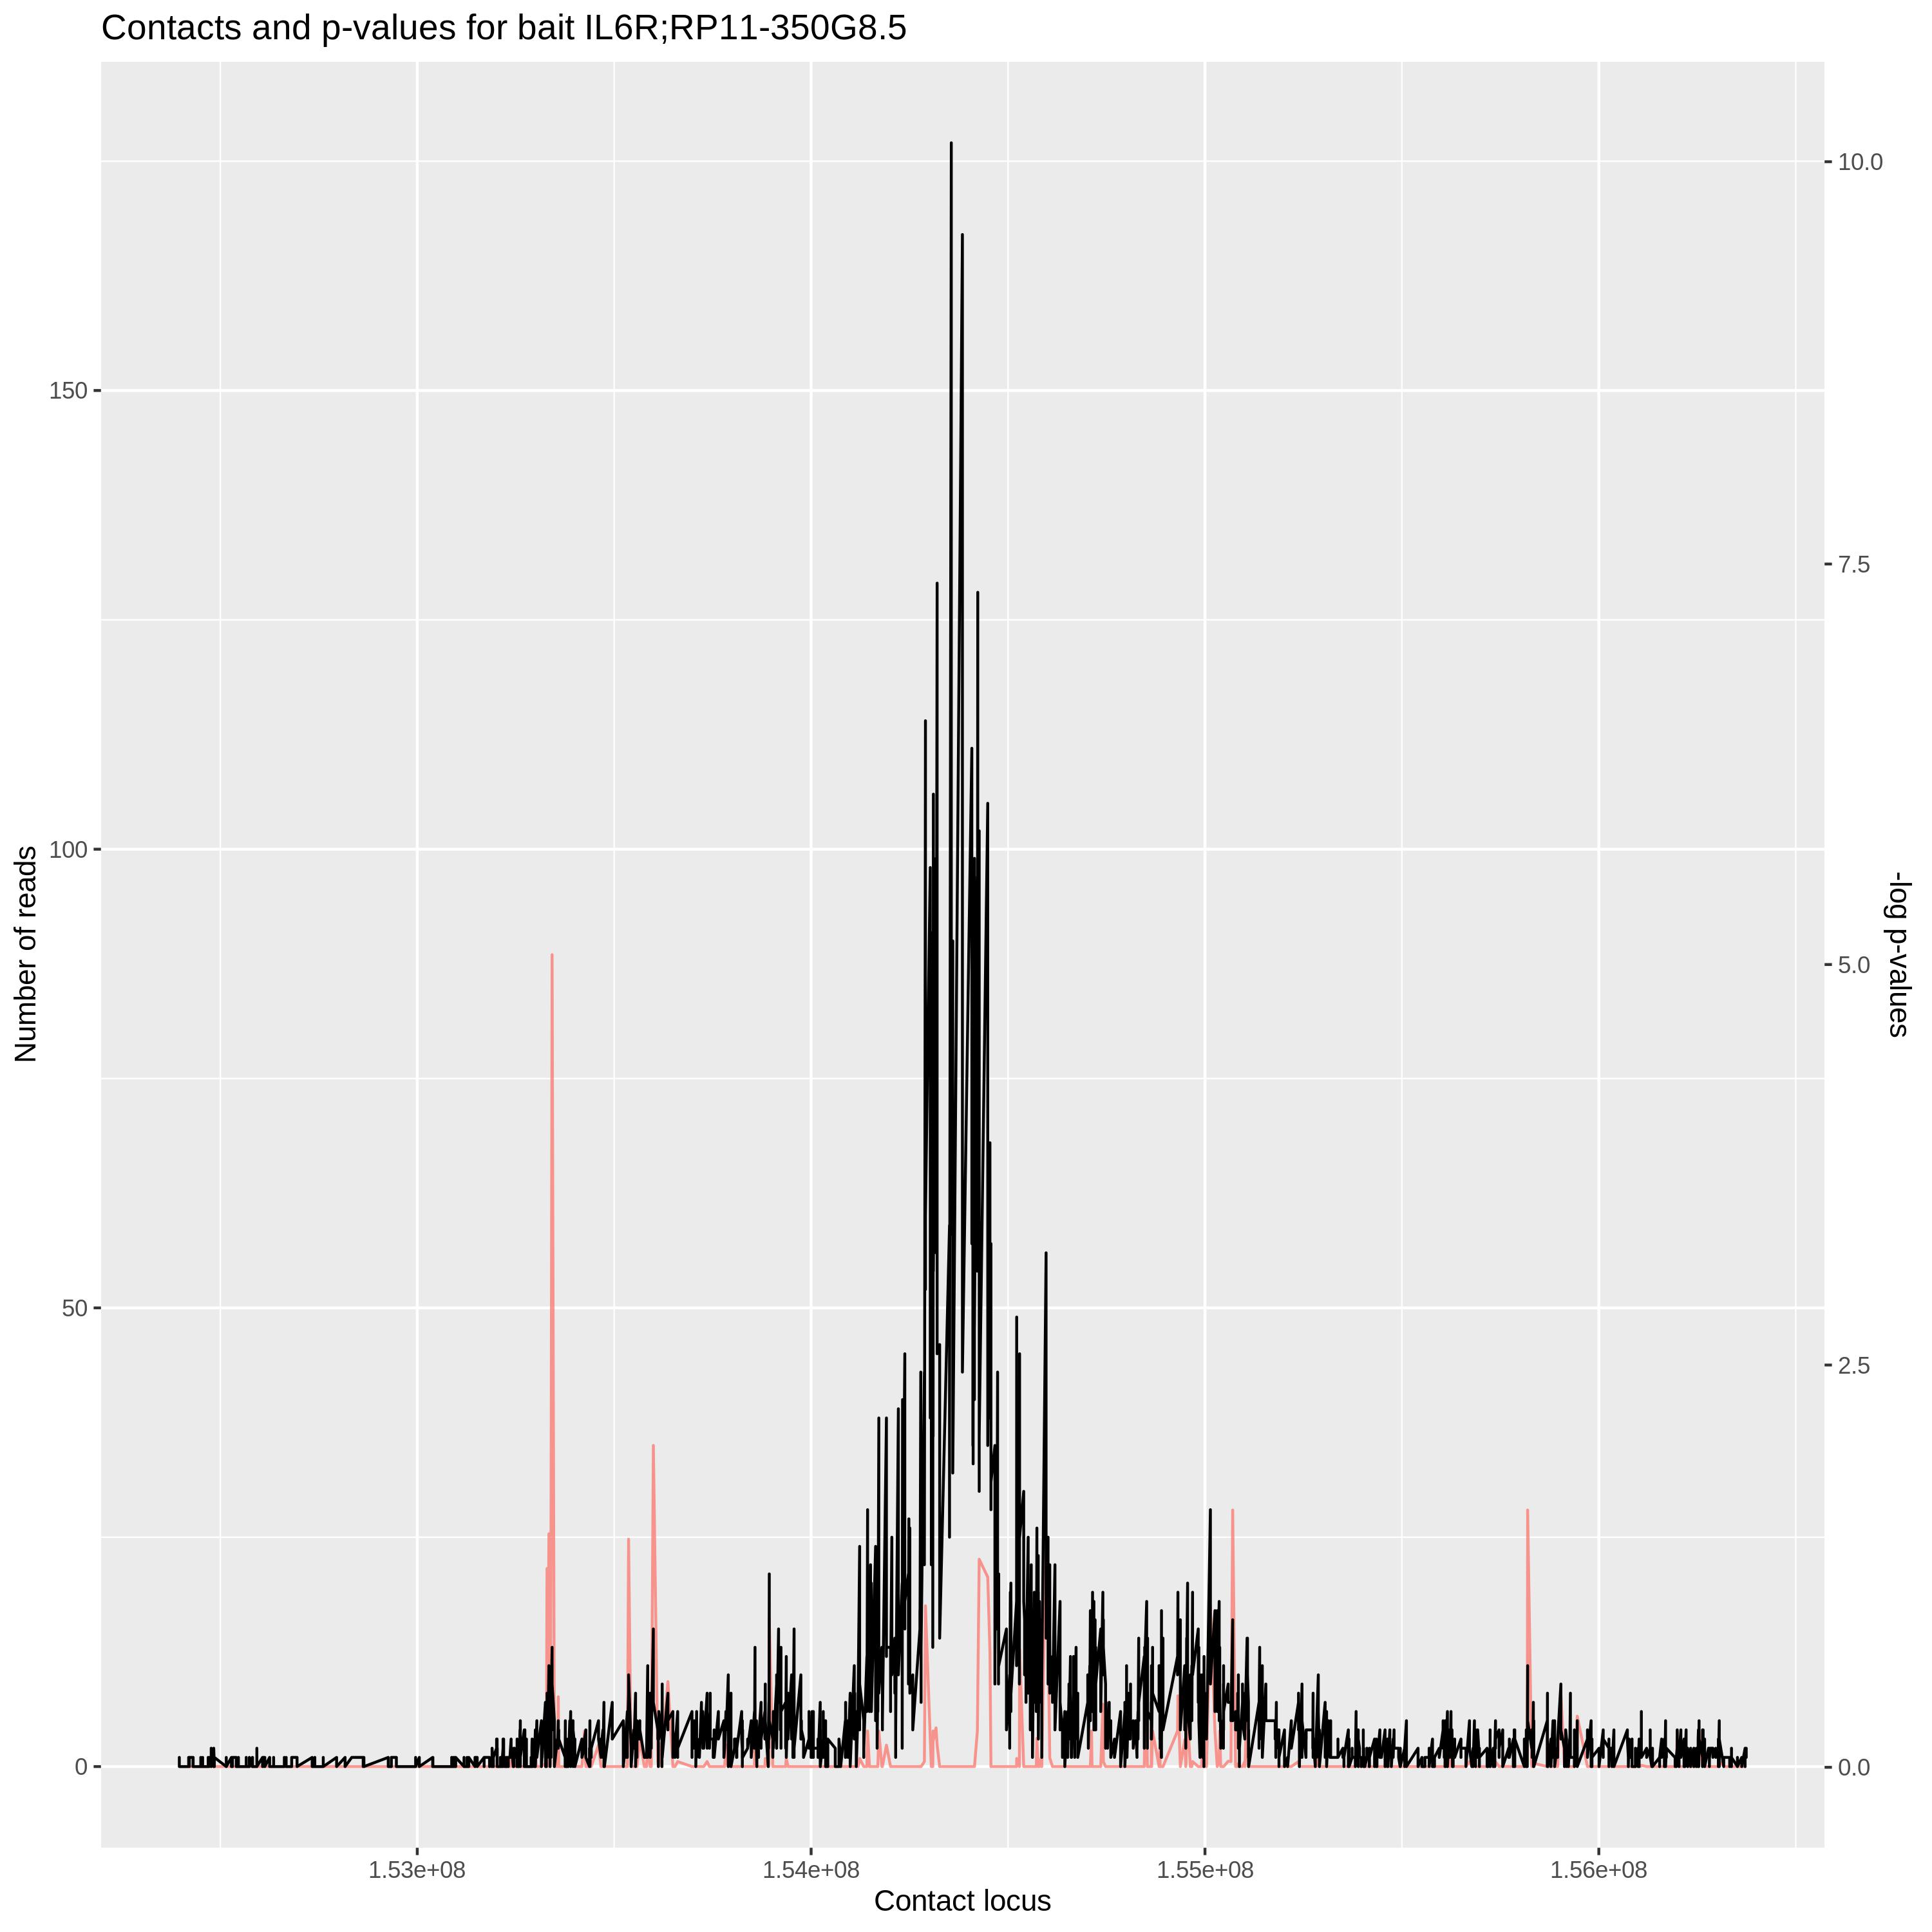 Contacts and p-values for bait IL6R;RP11-350G8.5
150
100
50
0
Number of reads
10.0
7.5
5.0
2.5
0.0
-log p-values
1.53e+08
1.54e+08
1.55e+08
1.56e+08
Contact locus